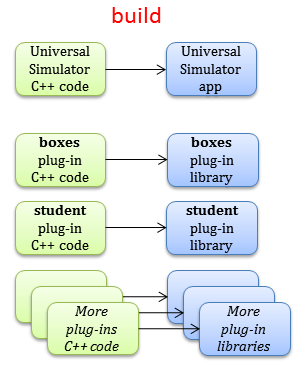 build
Universal
Simulator
C++ code
Universal
Simulator
app
boxes
plug-in
C++ code
boxes
plug-in
library
student
plug-in
C++ code
student
plug-in
library
More
plug-ins
C++ code
More
plug-in
libraries